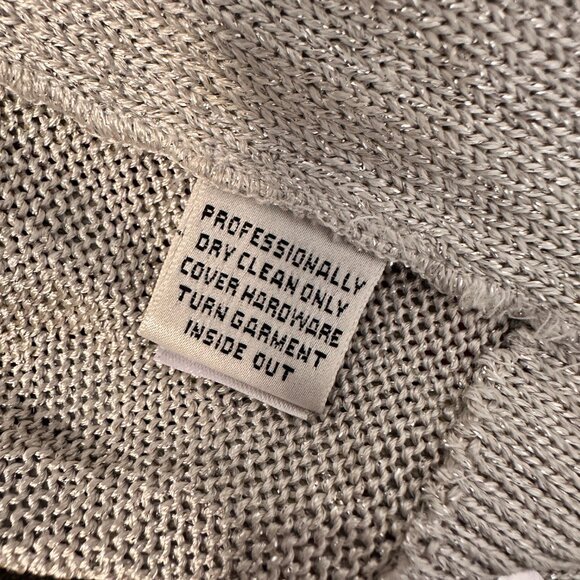 PROFESSIONALLY
DRY CLEAN ONLY
COVER HARDWARE
TURN GARMENT
INSIDE OUT